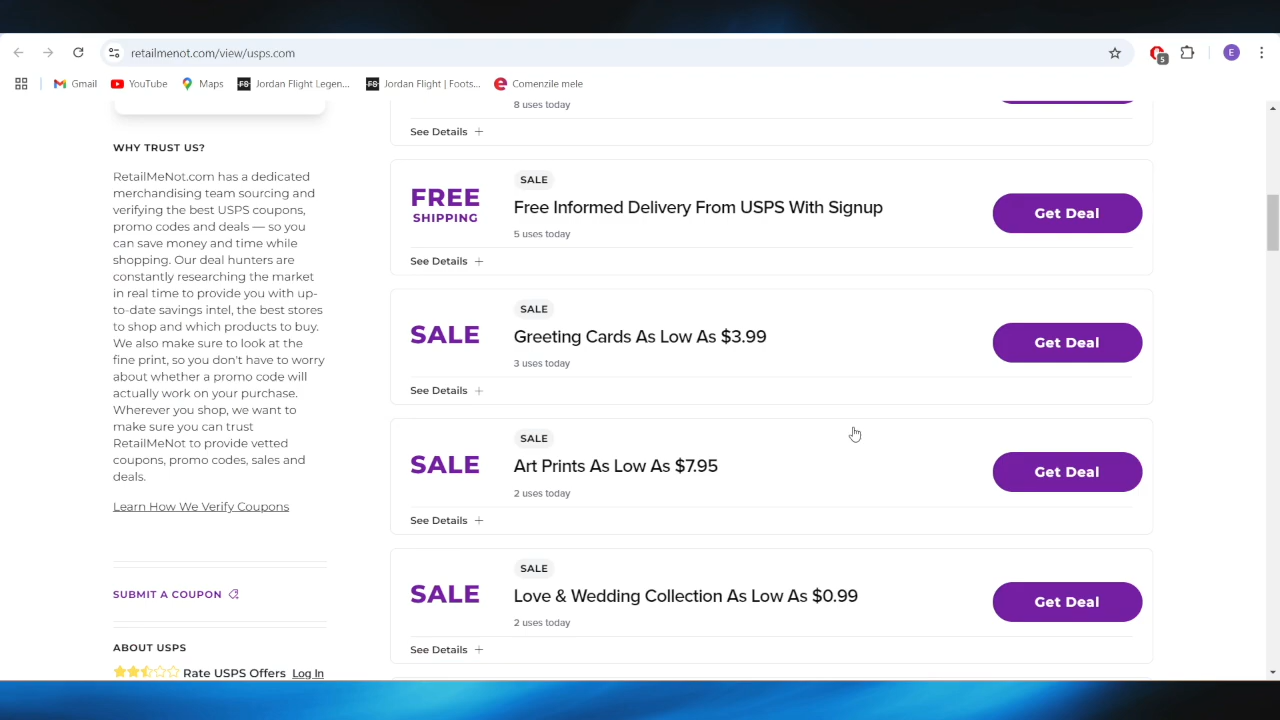 retailmenot.com/view/usps.com
E
5
Gmail
YouTube
Maps
FS
Jordan Flight Legen...
FS
Jordan Flight | Foots...
Comenzile mele
WHY TRUST US?
RetailMeNot.com has a dedicated
merchandising team sourcing and
verifying the best USPS coupons,
promo codes and deals — so you
can save money and time while
shopping. Our deal hunters are
constantly researching the market
in real time to provide you with up-
to-date savings intel, the best stores
to shop and which products to buy.
We also make sure to look at the
fine print, so you don't have to worry
about whether a promo code will
actually work on your purchase.
Wherever you shop, we want to
make sure you can trust
RetailMeNot to provide vetted
coupons, promo codes, sales and
deals.
Learn How We Verify Coupons
SUBMIT A COUPON
ABOUT USPS
Rate USPS Offers Log In
8 uses today
See Details +
FREE
SHIPPING
SALE
Free Informed Delivery From USPS With Signup
5 uses today
Get Deal
See Details +
SALE
SALE
Greeting Cards As Low As $3.99
3 uses today
Get Deal
See Details +
SALE
SALE
Art Prints As Low As $7.95
2 uses today
Get Deal
See Details +
SALE
SALE
Love & Wedding Collection As Low As $0.99
2 uses today
Get Deal
See Details +